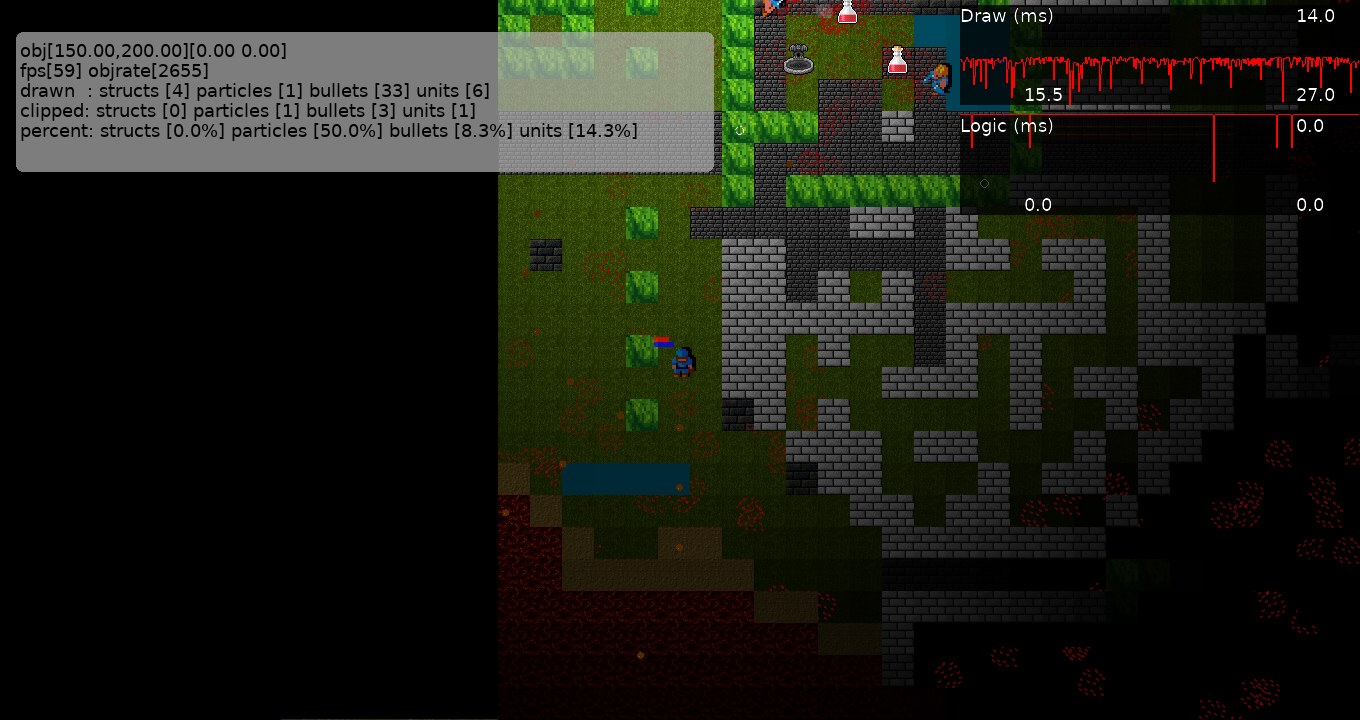 obj[150.00,200.00][0.00 0.00]
fps[59] objrate[2655]
drawn  : structs [4] particles [1] bullets [33] units [6]
clipped: structs [0] particles [1] bullets [3] units [1]
percent: structs [0.0%] particles [50.0%] bullets [8.3%] units [14.3%]
Draw (ms) 14.0
15.5 27.0
Logic (ms) 0.0
0.0 0.0